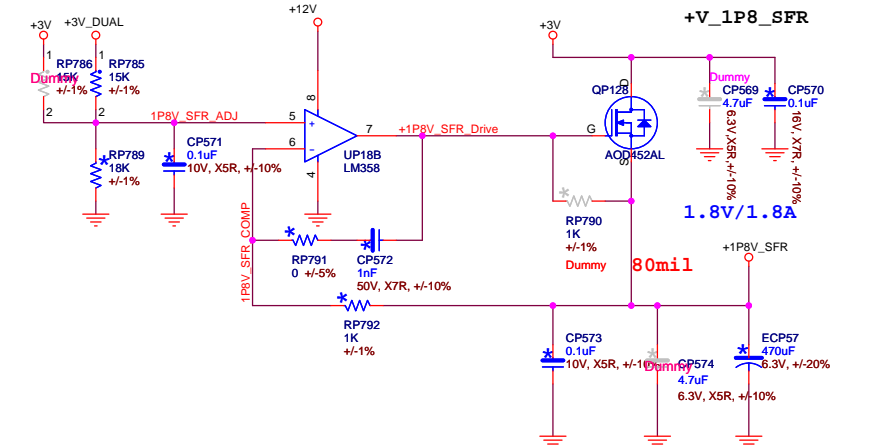 +V_1P8_SFR
+3V
+3V_DUAL
+12V
+3V
1
1
RP786
15K
+/-1%
Dummy
RP785
15K
+/-1%
2
2
1P8V_SFR_ADJ
5
6
7
8
4
+
-
UP18B
LM358
RP789
18K
+/-1%
CP571
0.1uF
10V, X5R, +/-10%
+1P8V_SFR_Drive
QP128
D
G
S
AOD452AL
Dummy
CP569
4.7uF
6.3V,X5R,+/-10%
CP570
0.1uF
16V, X7R, +/-10%
1.8V/1.8A
RP790
1K
+/-1%
Dummy
80mil
+1P8V_SFR
1P8V_SFR_COMP
RP791
0 +/-5%
CP572
1nF
50V, X7R, +/-10%
RP792
1K
+/-1%
CP573
0.1uF
10V, X5R, +/-10%
Dummy
CP574
4.7uF
6.3V, X5R, +/-10%
ECP57
470uF
6.3V, +/-20%